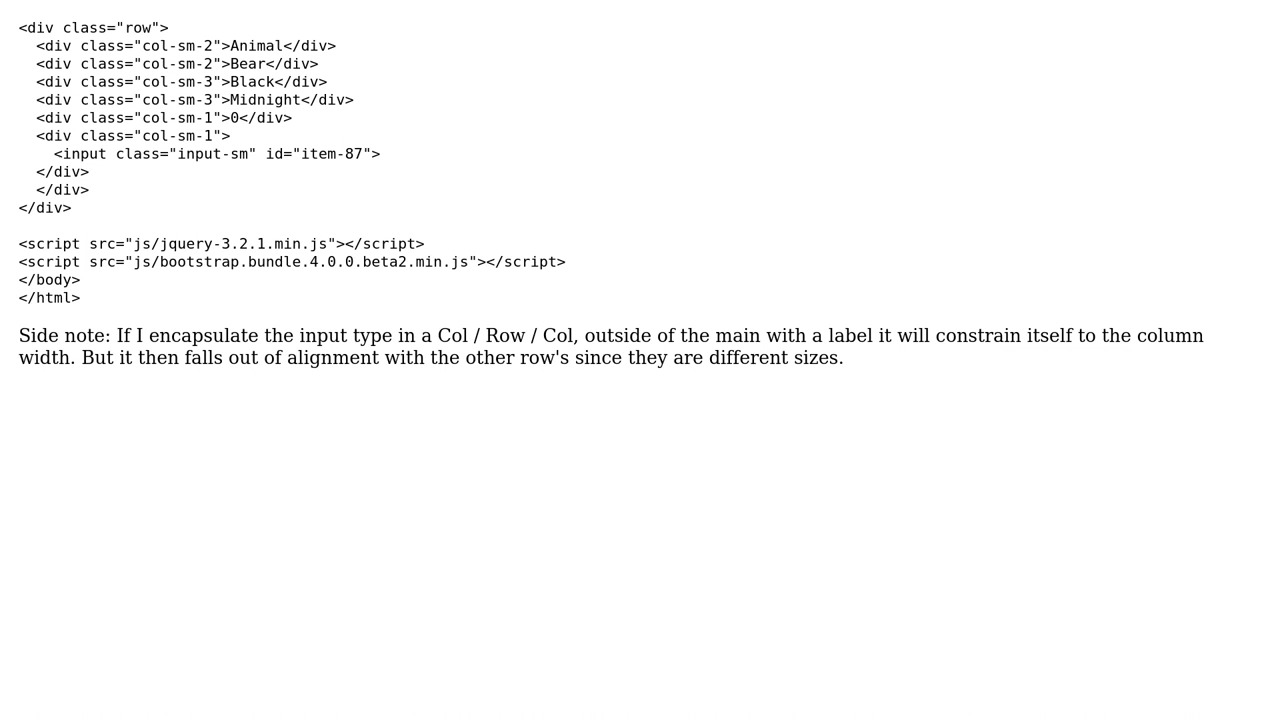 <div class="row">
  <div class="col-sm-2">Animal</div>
  <div class="col-sm-2">Bear</div>
  <div class="col-sm-3">Black</div>
  <div class="col-sm-3">Midnight</div>
  <div class="col-sm-1">0</div>
  <div class="col-sm-1">
    <input class="input-sm" id="item-87">
  </div>
  </div>
</div>

<script src="js/jquery-3.2.1.min.js"></script>
<script src="js/bootstrap.bundle.4.0.0.beta2.min.js"></script>
</body>
</html>

Side note: If I encapsulate the input type in a Col / Row / Col, outside of the main with a label it will constrain itself to the column
width. But it then falls out of alignment with the other row's since they are different sizes.